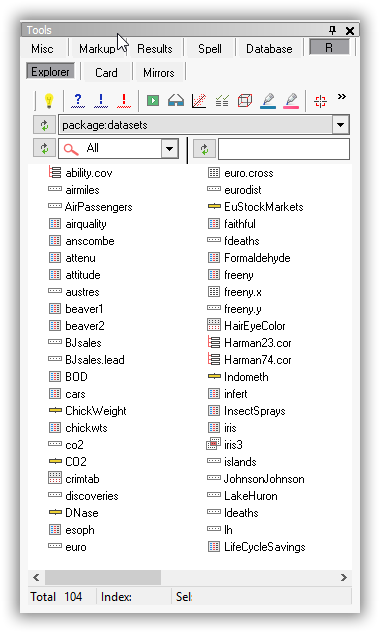 Tools
Misc Markup Results Spell Database R
Explorer Card Mirrors
package:datasets
All
ability.cov
airmiles
AirPassengers
airquality
anscombe
attenu
attitude
austres
beaver1
beaver2
BJsales
BJsales.lead
BOD
cars
ChickWeight
chickwts
co2
CO2
crimtab
discoveries
DNase
esoph
euro
euro.cross
eurodist
EuStockMarkets
faithful
fdeaths
Formaldehyde
freeny
freeny.x
freeny.y
HairEyeColor
Harman23.cor
Harman74.cor
Indometh
infert
InsectSprays
iris
iris3
islands
JohnsonJohnson
LakeHuron
ldeaths
lh
LifeCycleSavings
Total 104 Index: Sel: